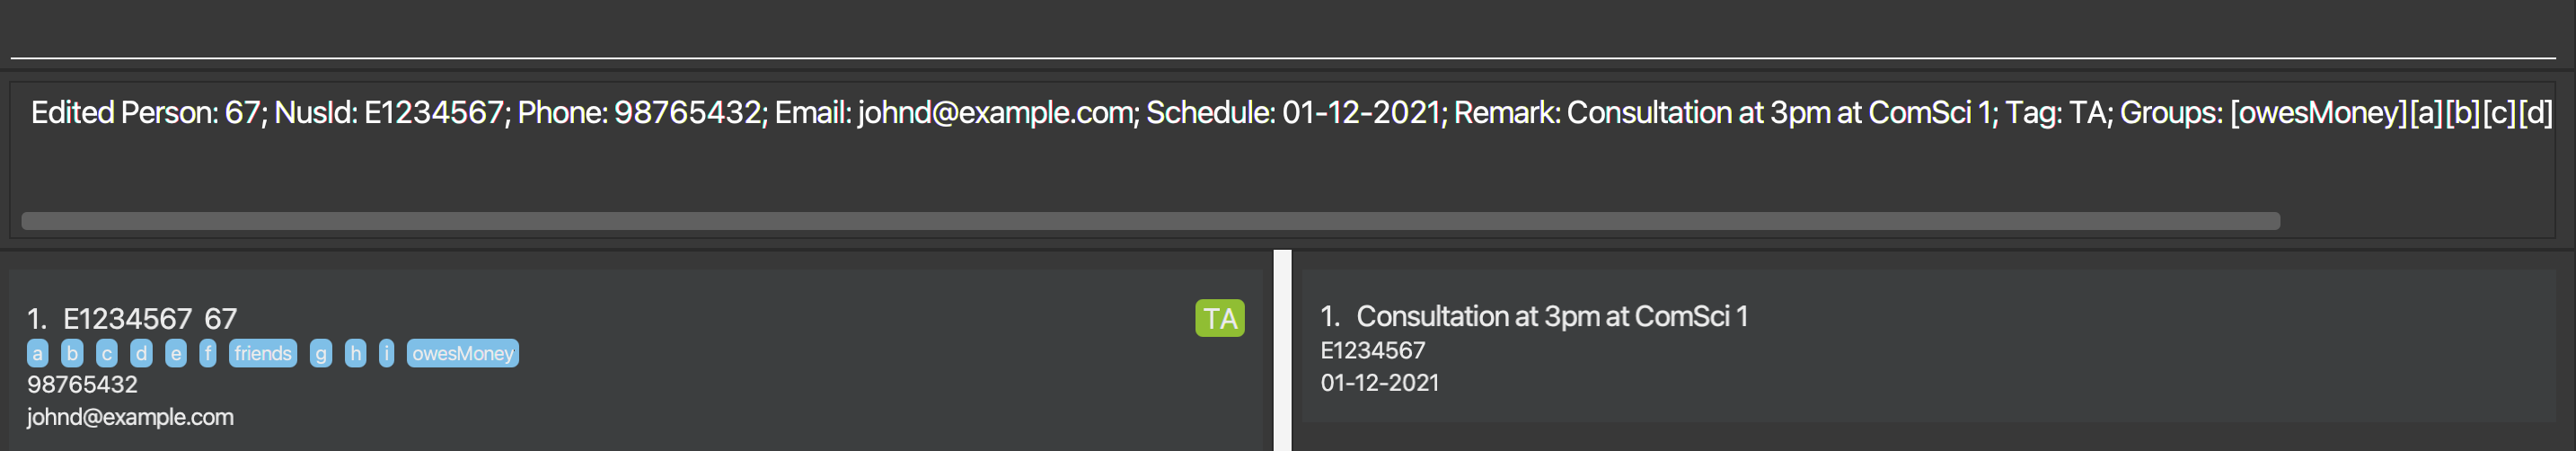 Edited Person: 67; NusId: E1234567; Phone: 98765432; Email: johnd@example.com; Schedule: 01-12-2021; Remark: Consultation at 3pm at ComSci 1; Tag: TA; Groups: [owesMoney][a][b][c][d]
1. E1234567 67
TA
a b c d e f friends g h i owesMoney
98765432
johnd@example.com
1. Consultation at 3pm at ComSci 1
E1234567
01-12-2021